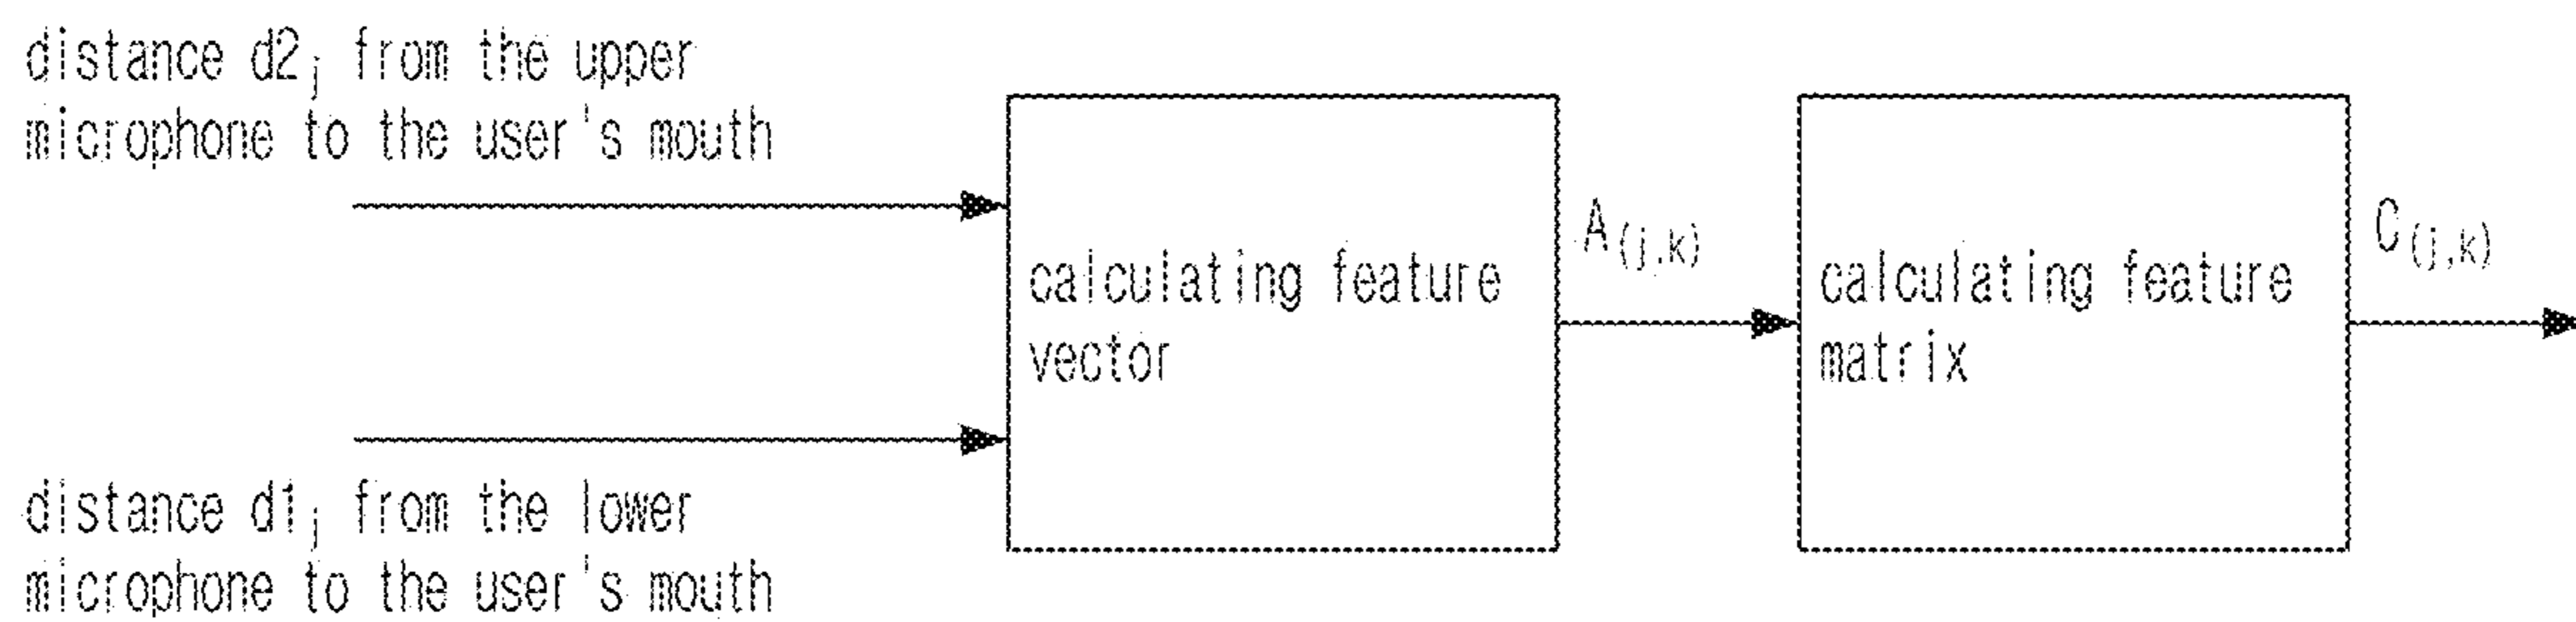 distance d2j from the upper
microphone to the user's mouth
calculating feature
vector
A(j,k)
calculating feature
matrix
C(j,k)
distance d1j from the lower
microphone to the user's mouth